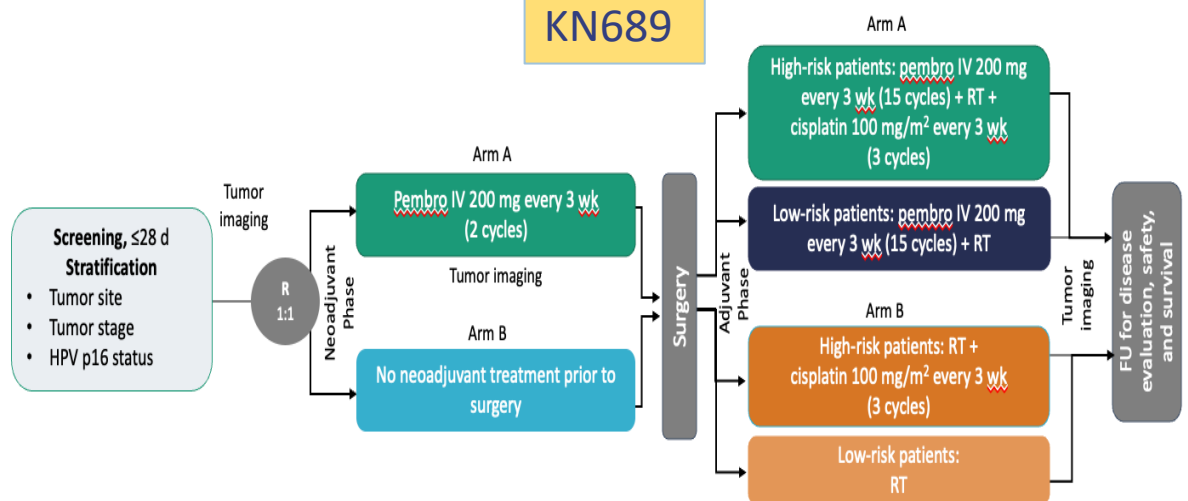 KN689
Screening, ≤28 d
Stratification
• Tumor site
• Tumor stage
• HPV p16 status
Tumor
imaging
R
1:1
Neoadjuvant
Phase
Arm A
Pembro IV 200 mg every 3 wk
(2 cycles)
Tumor imaging
Arm B
No neoadjuvant treatment prior to
surgery
Surgery
Adjuvant
Phase
Arm A
High-risk patients: pembro IV 200 mg
every 3 wk (15 cycles) + RT +
cisplatin 100 mg/m² every 3 wk
(3 cycles)
Low-risk patients: pembro IV 200 mg
every 3 wk (15 cycles) + RT
Arm B
High-risk patients: RT +
cisplatin 100 mg/m² every 3 wk
(3 cycles)
Low-risk patients:
RT
Tumor
imaging
FU for disease
evaluation, safety,
and survival